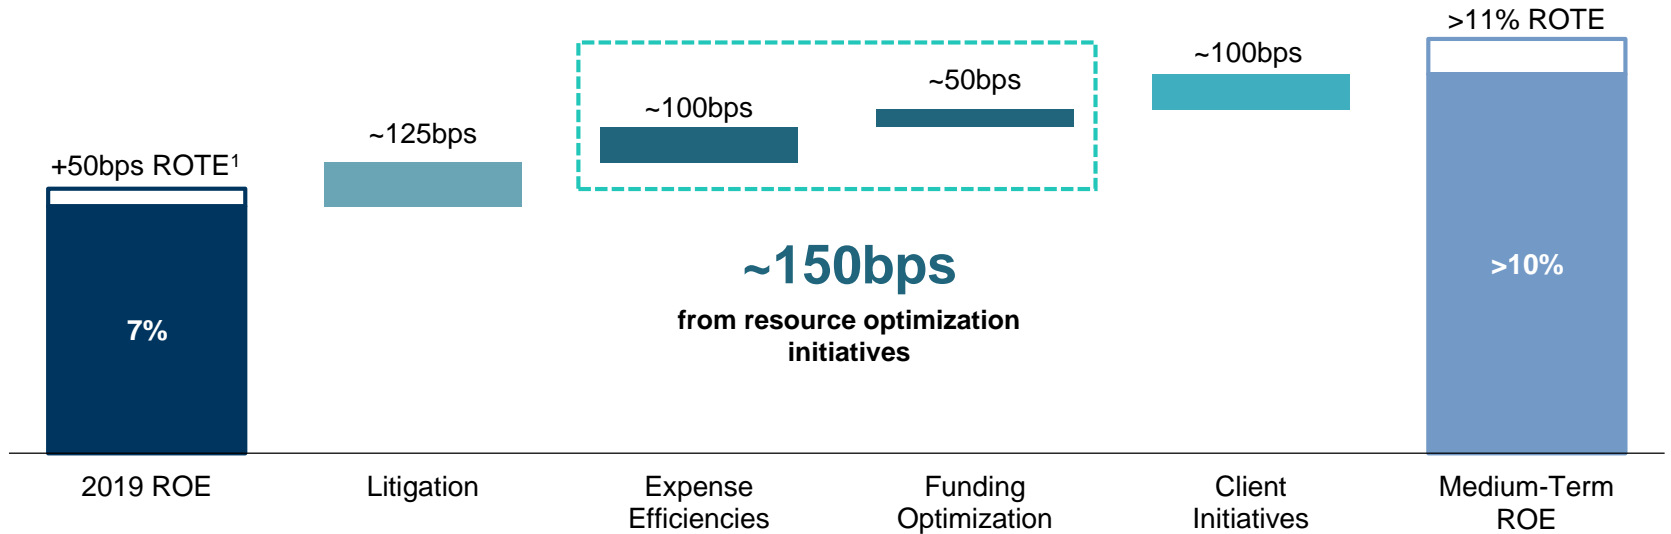 +50bps ROTE¹
7%
2019 ROE
~125bps
Litigation
~100bps
Expense
Efficiencies
~50bps
Funding
Optimization
~150bps
from resource optimization
initiatives
~100bps
Client
Initiatives
>11% ROTE
>10%
Medium-Term
ROE